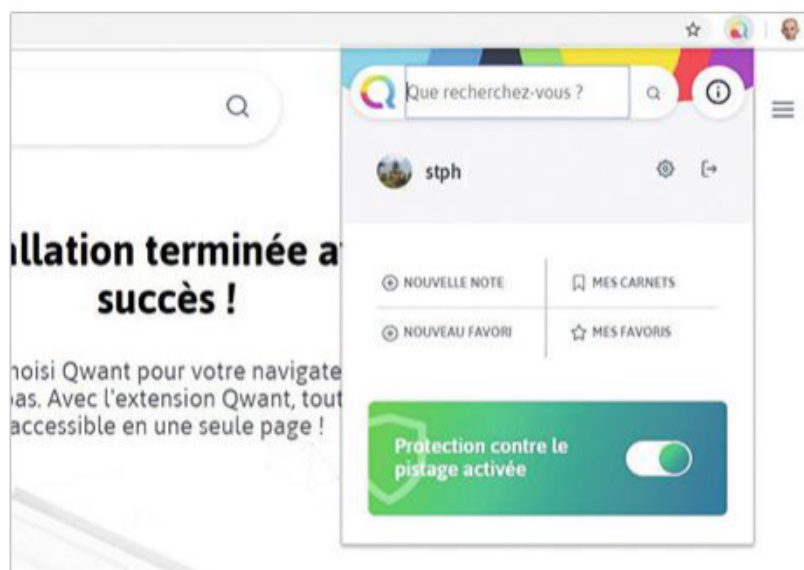 Que recherchez-vous ?
stph
allation terminée a
succès !
NOUVELLE NOTE
MES CARNETS
NOUVEAU FAVORI
MES FAVORIS
hoisi Qwant pour votre navigate
pas. Avec l'extension Qwant, tout
accessible en une seule page !
Protection contre le
pistage activée